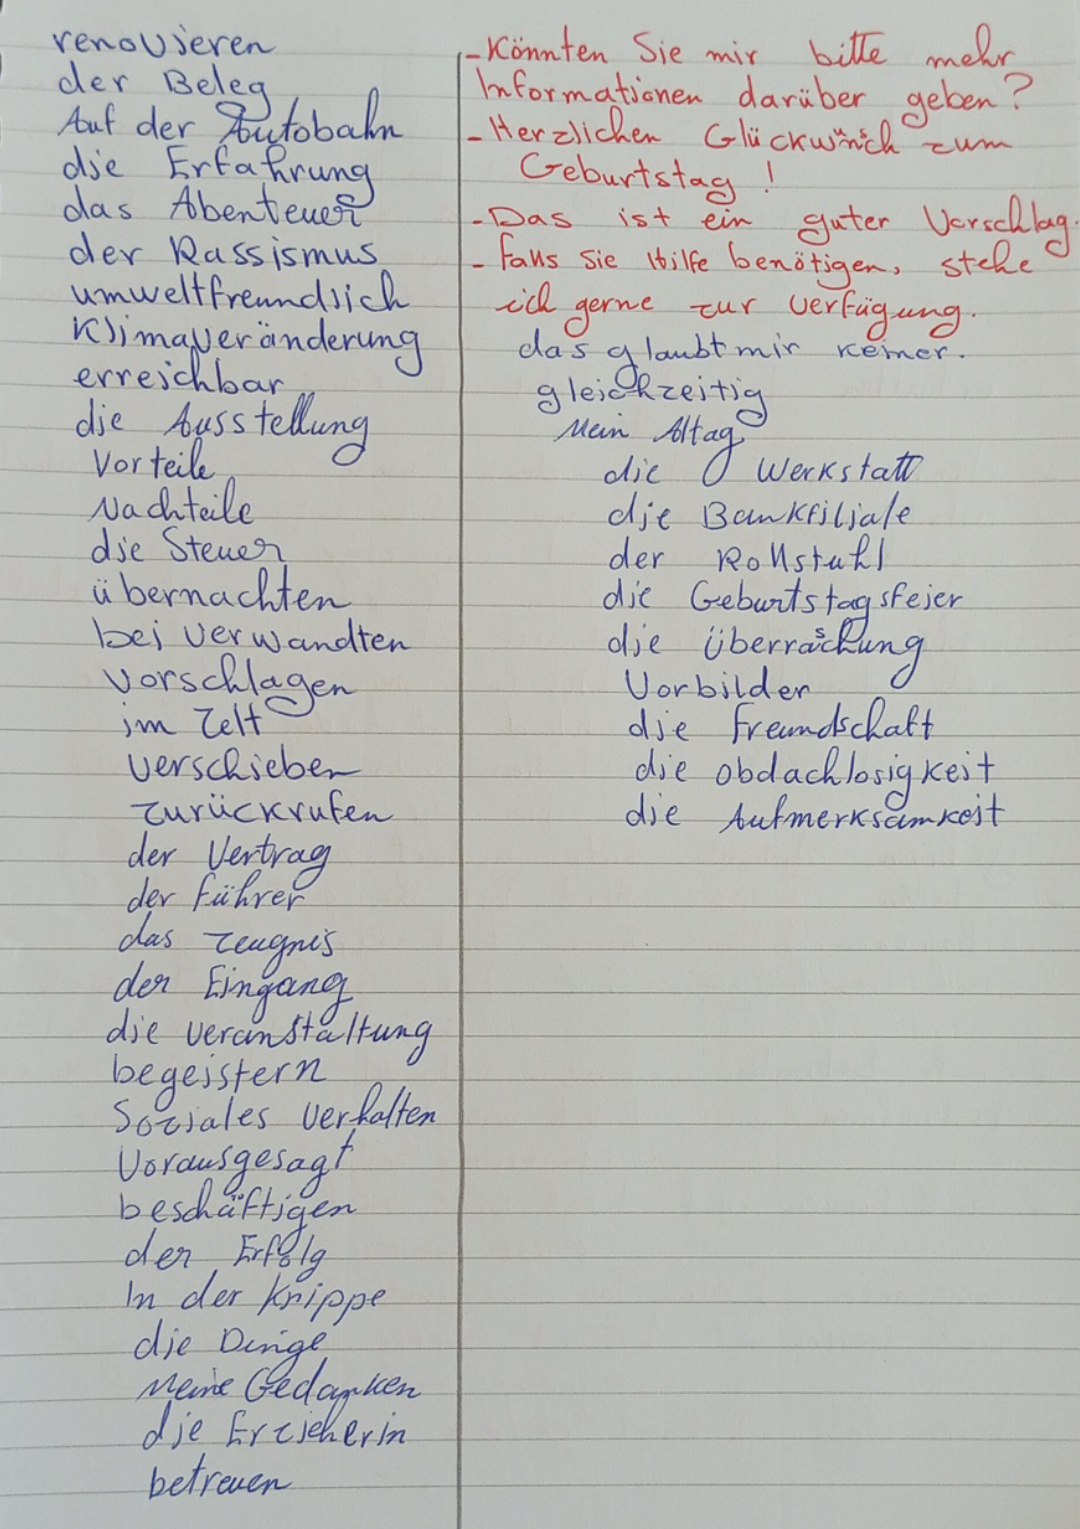 renovieren
der Beleg
Auf der Autobahn
die Erfahrung
das Abenteuer
der Rassismus
umweltfreundlich
Klimaveränderung
erreichbar
die Ausstellung
Vorteile
Nachteile
die Steuer
übernachten
bei Verwandten
vorschlagen
im Zelt
verschieben
zurückrufen
der Vertrag
der Führer
das Zeugnis
der Eingang
die Veranstaltung
begeistern
Soziales Verhalten
Vorausgesagt
beschäftigen
der Erfolg
In der Krippe
die Dinge
Meine Gedanken
die Erzieherin
betreuen
- Könnten Sie mir bitte mehr
Informationen darüber geben?
- Herzlichen Glückwunsch zum
Geburtstag !
- Das ist ein guter Vorschlag.
- Falls Sie Hilfe benötigen, stehe
ich gerne zur Verfügung.
das glaubt mir keiner.
gleichzeitig
Mein Altag
die Werkstatt
die Bankfiliale
der Rollstuhl
die Geburtstagsfeier
die Überraschung
Vorbilder
die Freundschaft
die obdachlosigkeit
die Aufmerksamkeit